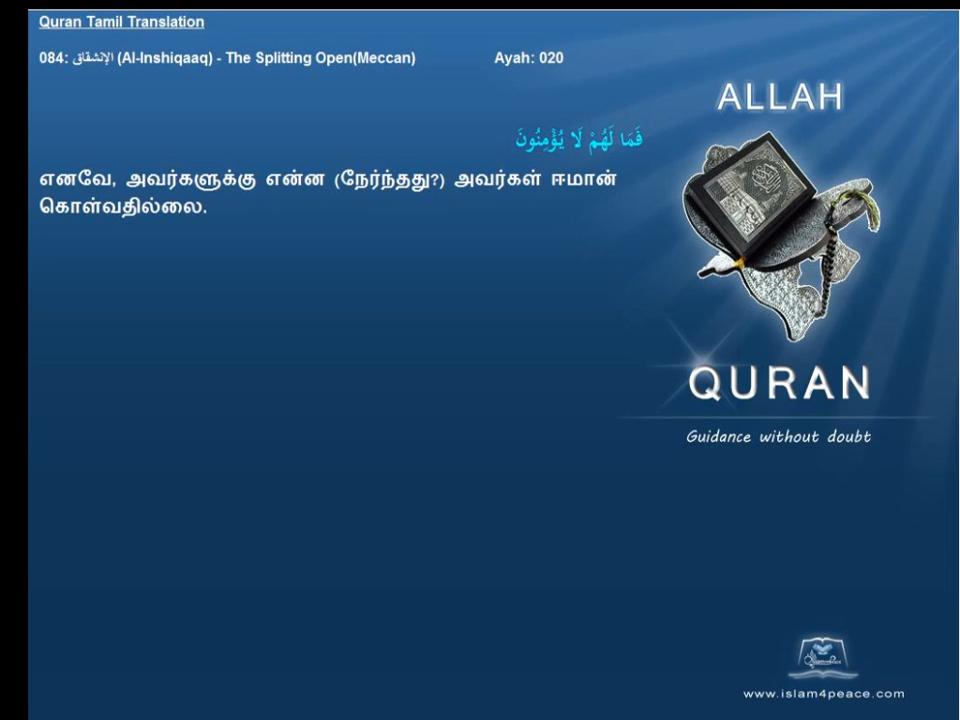 Quran Tamil Translation
084: الإنشقاق (Al-Inshiqaaq) - The Splitting Open(Meccan) Ayah: 020
ALLAH
فَمَا لَهُمْ لَا يُؤْمِنُونَ
எனவே, அவர்களுக்கு என்ன (நேர்ந்தது?) அவர்கள் ஈமான்
கொள்வதில்லை.
QURAN
Guidance without doubt
www.islam4peace.com